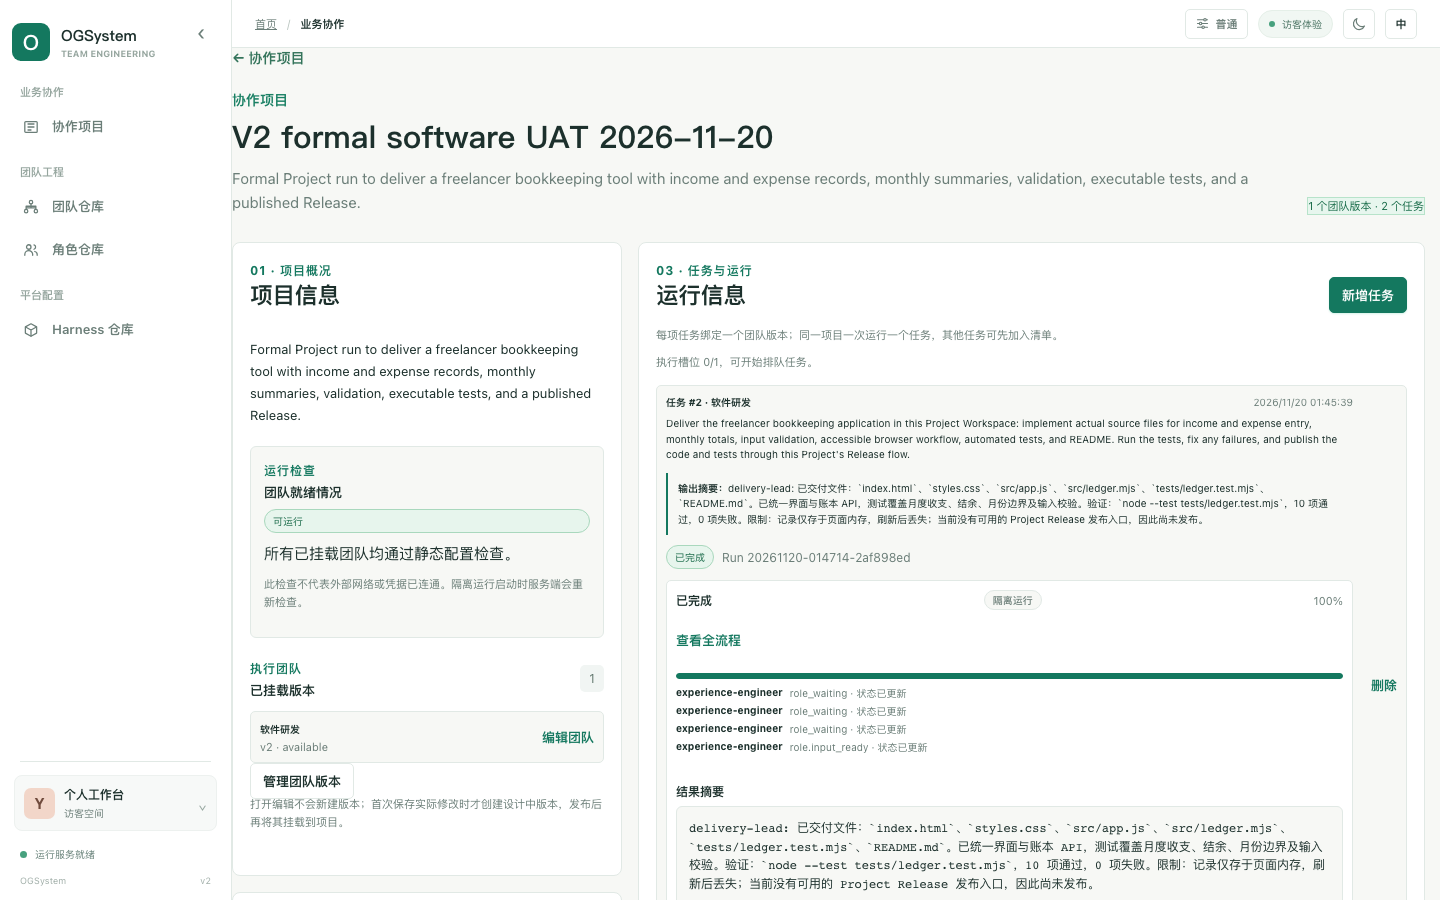 O
OGSystem
TEAM ENGINEERING
业务协作
协作项目
团队工程
团队仓库
角色仓库
平台配置
Harness 仓库
Y
个人工作台
访客空间
运行服务就绪
OGSystem
v2
首页 / 业务协作
普通
访客体验
中
← 协作项目
协作项目
V2 formal software UAT 2026-11-20
Formal Project run to deliver a freelancer bookkeeping tool with income and expense records, monthly summaries, validation, executable tests, and a
published Release.
1 个团队版本 · 2 个任务
01 · 项目概况
项目信息
Formal Project run to deliver a freelancer bookkeeping
tool with income and expense records, monthly
summaries, validation, executable tests, and a published
Release.
运行检查
团队就绪情况
可运行
所有已挂载团队均通过静态配置检查。
此检查不代表外部网络或凭据已连通。隔离运行启动时服务端会重
新检查。
执行团队
已挂载版本
1
软件研发
v2 · available
编辑团队
管理团队版本
打开编辑不会新建版本；首次保存实际修改时才创建设计中版本，发布后
再将其挂载到项目。
03 · 任务与运行
运行信息
新增任务
每项任务绑定一个团队版本；同一项目一次运行一个任务，其他任务可先加入清单。
执行槽位 0/1，可开始排队任务。
任务 #2 · 软件研发
2026/11/20 01:45:39
Deliver the freelancer bookkeeping application in this Project Workspace: implement actual source files for income and expense entry,
monthly totals, input validation, accessible browser workflow, automated tests, and README. Run the tests, fix any failures, and publish the
code and tests through this Project's Release flow.
输出摘要： delivery-lead: 已交付文件：`index.html`、`styles.css`、`src/app.js`、`src/ledger.mjs`、`tests/ledger.test.mjs`、
`README.md`。已统一界面与账本 API，测试覆盖月度收支、结余、月份边界及输入校验。验证：`node --test tests/ledger.test.mjs`，10 项通
过，0 项失败。限制：记录仅存于页面内存，刷新后丢失；当前没有可用的 Project Release 发布入口，因此尚未发布。
已完成
Run 20261120-014714-2af898ed
已完成
隔离运行
100%
查看全流程
experience-engineer role_waiting · 状态已更新
experience-engineer role_waiting · 状态已更新
experience-engineer role_waiting · 状态已更新
experience-engineer role.input_ready · 状态已更新
删除
结果摘要
delivery-lead: 已交付文件：`index.html`、`styles.css`、`src/app.js`、`src/ledger.mjs`、
`tests/ledger.test.mjs`、`README.md`。已统一界面与账本 API，测试覆盖月度收支、结余、月份边界及输入
校验。验证：`node --test tests/ledger.test.mjs`，10 项通过，0 项失败。限制：记录仅存于页面内存，刷
新后丢失；当前没有可用的 Project Release 发布入口，因此尚未发布。